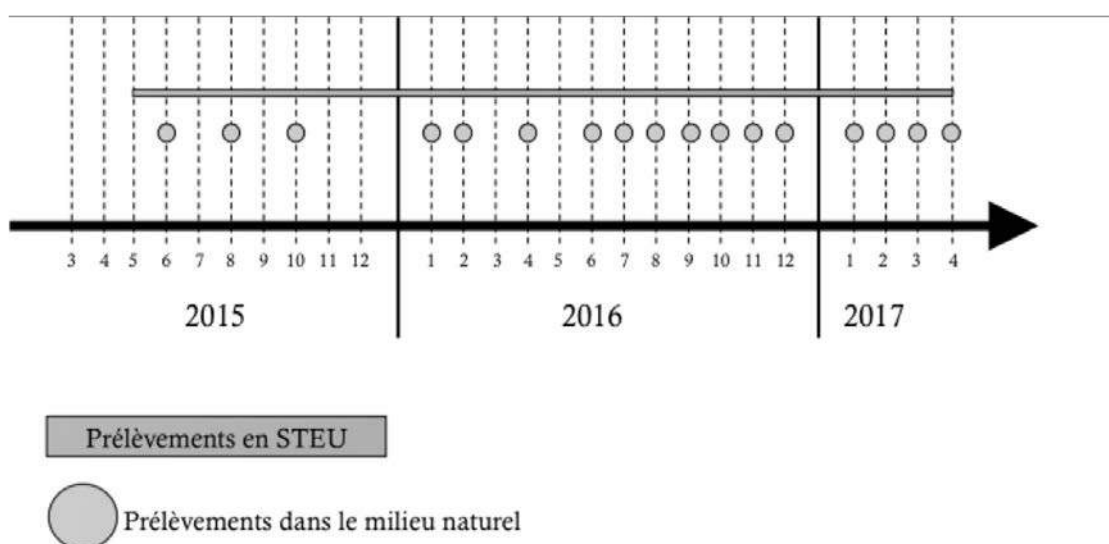 3 4 5 6 7 8 9 10 11 12 1 2 3 4 5 6 7 8 9 10 11 12 1 2 3 4
2015 2016 2017
Prélèvements en STEU
Prélèvements dans le milieu naturel